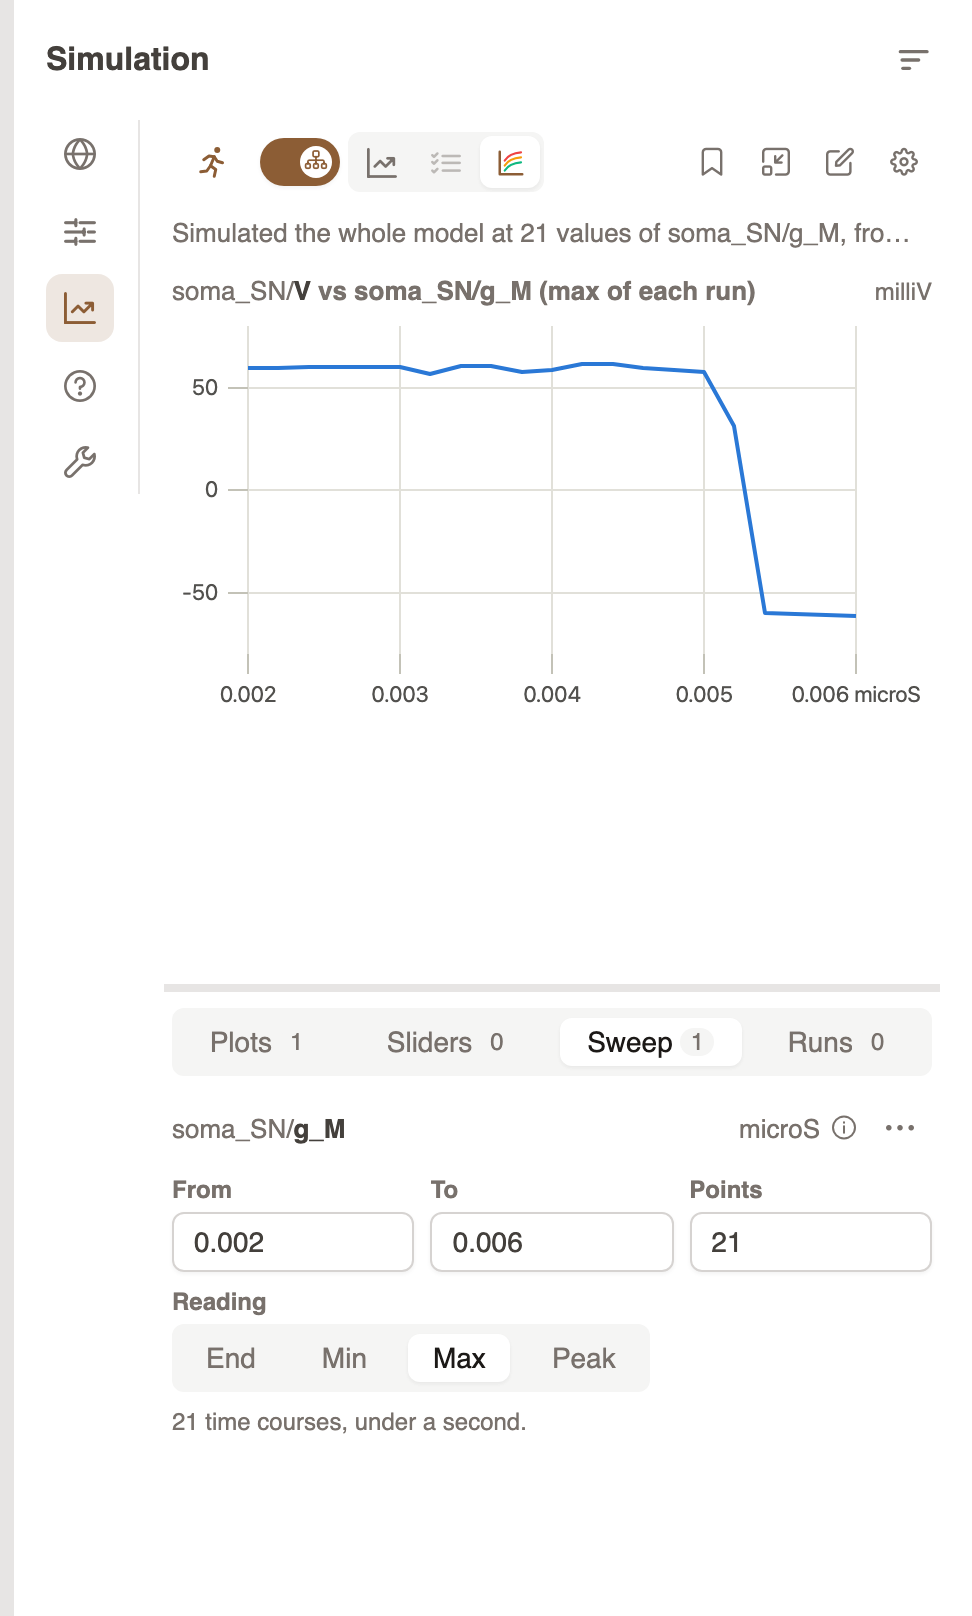 Simulation
Simulated the whole model at 21 values of soma_SN/g_M, fro...
soma_SN/V vs soma_SN/g_M (max of each run) milliV
50
0
-50
0.002 0.003 0.004 0.005 0.006 microS
Plots 1 Sliders 0 Sweep 1 Runs 0
soma_SN/g_M microS
From To Points
0.002 0.006 21
Reading
End Min Max Peak
21 time courses, under a second.